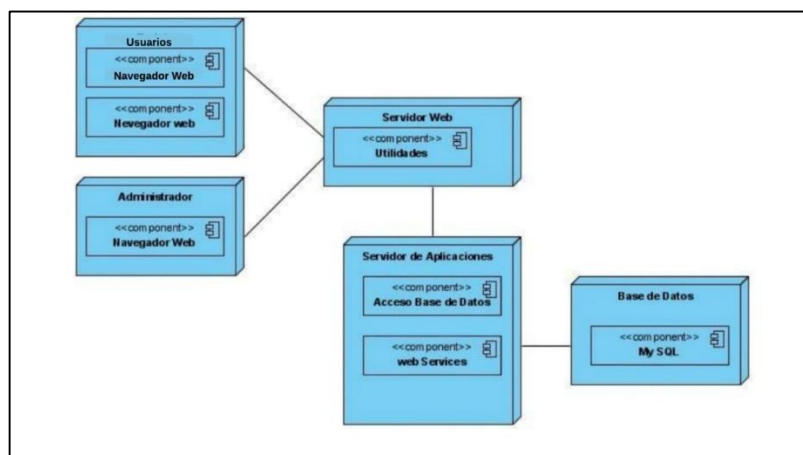 Usuarios
<<component>>
Navegador Web
<<component>>
Nevegador web
Servidor Web
<<component>>
Utilidades
Administrador
<<component>>
Navegador Web
Servidor de Aplicaciones
<<component>>
Acceso Base de Datos
<<component>>
web Services
Base de Datos
<<component>>
My SQL